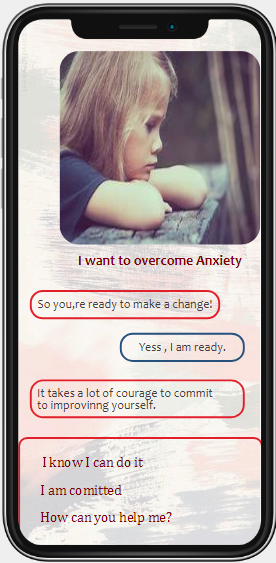 I want to overcome Anxiety
So you,re ready to make a change!
Yess , I am ready.
It takes a lot of courage to commit
to improvinng yourself.
I know I can do it
I am comitted
How can you help me?